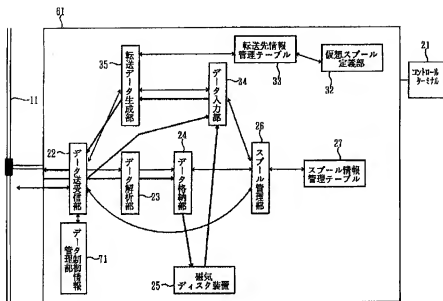 61
35
転送データ生成部
転送先情報
管理テーブル
33
仮想スプール
定義部
32
21
コントロール
ターミナル
データ入力部
34
11
22
データ送受信部
データ解析部
23
24
データ格納部
26
スプール管理部
27
スプール情報
管理テーブル
データ制御情報
管理部
71
25
磁気
ディスク装置